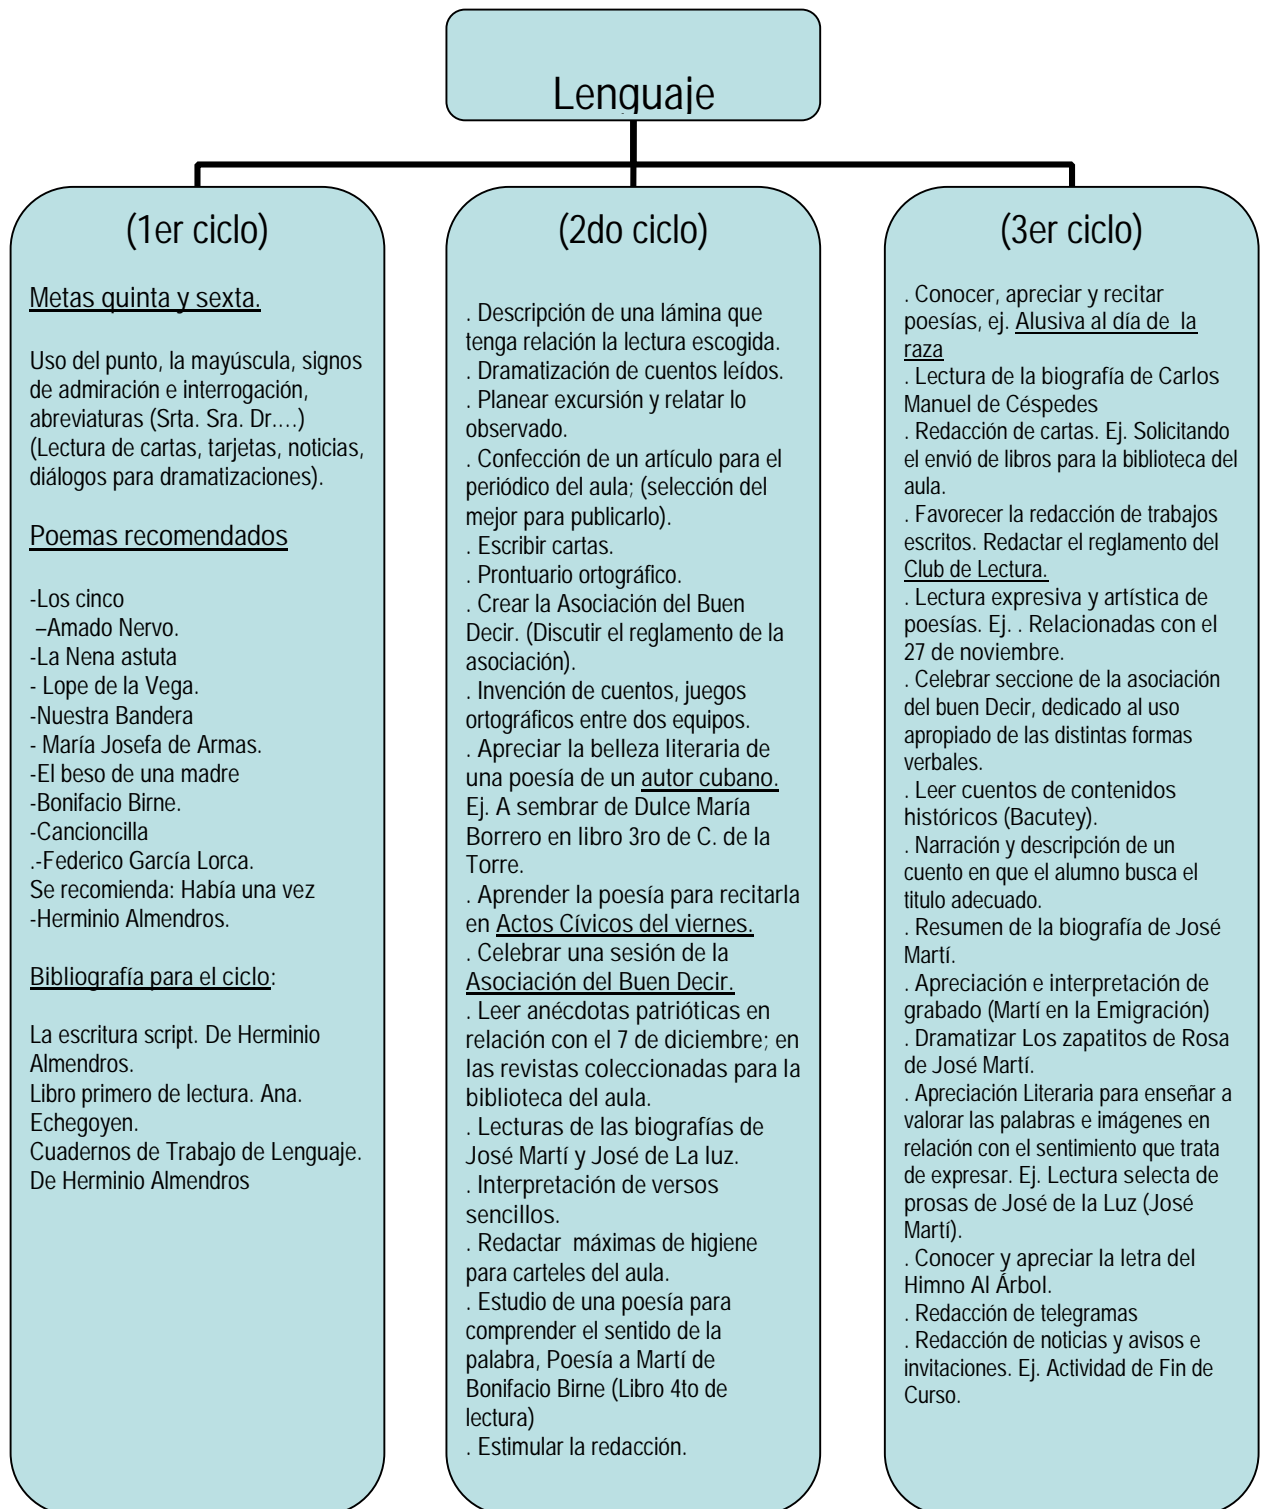 Lenguaje
(1er ciclo)
Metas quinta y sexta.
Uso del punto, la mayúscula, signos
de admiración e interrogación,
abreviaturas (Srta. Sra. Dr.…)
(Lectura de cartas, tarjetas, noticias,
diálogos para dramatizaciones).
Poemas recomendados
-Los cinco
–Amado Nervo.
-La Nena astuta
- Lope de la Vega.
-Nuestra Bandera
- María Josefa de Armas.
-El beso de una madre
-Bonifacio Birne.
-Cancioncilla
.-Federico García Lorca.
Se recomienda: Había una vez
-Herminio Almendros.
Bibliografía para el ciclo:
La escritura script. De Herminio
Almendros.
Libro primero de lectura. Ana.
Echegoyen.
Cuadernos de Trabajo de Lenguaje.
De Herminio Almendros
(2do ciclo)
. Descripción de una lámina que
tenga relación la lectura escogida.
. Dramatización de cuentos leídos.
. Planear excursión y relatar lo
observado.
. Confección de un artículo para el
periódico del aula; (selección del
mejor para publicarlo).
. Escribir cartas.
. Prontuario ortográfico.
. Crear la Asociación del Buen
Decir. (Discutir el reglamento de la
asociación).
. Invención de cuentos, juegos
ortográficos entre dos equipos.
. Apreciar la belleza literaria de
una poesía de un autor cubano.
Ej. A sembrar de Dulce María
Borrero en libro 3ro de C. de la
Torre.
. Aprender la poesía para recitarla
en Actos Cívicos del viernes.
. Celebrar una sesión de la
Asociación del Buen Decir.
. Leer anécdotas patrióticas en
relación con el 7 de diciembre; en
las revistas coleccionadas para la
biblioteca del aula.
. Lecturas de las biografías de
José Martí y José de La luz.
. Interpretación de versos
sencillos.
. Redactar máximas de higiene
para carteles del aula.
. Estudio de una poesía para
comprender el sentido de la
palabra, Poesía a Martí de
Bonifacio Birne (Libro 4to de
lectura)
. Estimular la redacción.
(3er ciclo)
. Conocer, apreciar y recitar
poesías, ej. Alusiva al día de la
raza
. Lectura de la biografía de Carlos
Manuel de Céspedes
. Redacción de cartas. Ej. Solicitando
el envió de libros para la biblioteca del
aula.
. Favorecer la redacción de trabajos
escritos. Redactar el reglamento del
Club de Lectura.
. Lectura expresiva y artística de
poesías. Ej. . Relacionadas con el
27 de noviembre.
. Celebrar seccione de la asociación
del buen Decir, dedicado al uso
apropiado de las distintas formas
verbales.
. Leer cuentos de contenidos
históricos (Bacutey).
. Narración y descripción de un
cuento en que el alumno busca el
titulo adecuado.
. Resumen de la biografía de José
Martí.
. Apreciación e interpretación de
grabado (Martí en la Emigración)
. Dramatizar Los zapatitos de Rosa
de José Martí.
. Apreciación Literaria para enseñar a
valorar las palabras e imágenes en
relación con el sentimiento que trata
de expresar. Ej. Lectura selecta de
prosas de José de la Luz (José
Martí).
. Conocer y apreciar la letra del
Himno Al Árbol.
. Redacción de telegramas
. Redacción de noticias y avisos e
invitaciones. Ej. Actividad de Fin de
Curso.